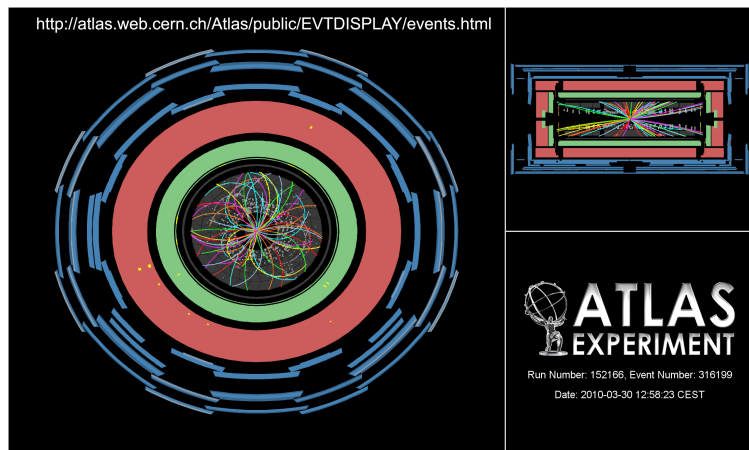 http://atlas.web.cern.ch/Atlas/public/EVTDISPLAY/events.html
ATLAS
EXPERIMENT
Run Number: 152166, Event Number: 316199
Date: 2010-03-30 12:58:23 CEST